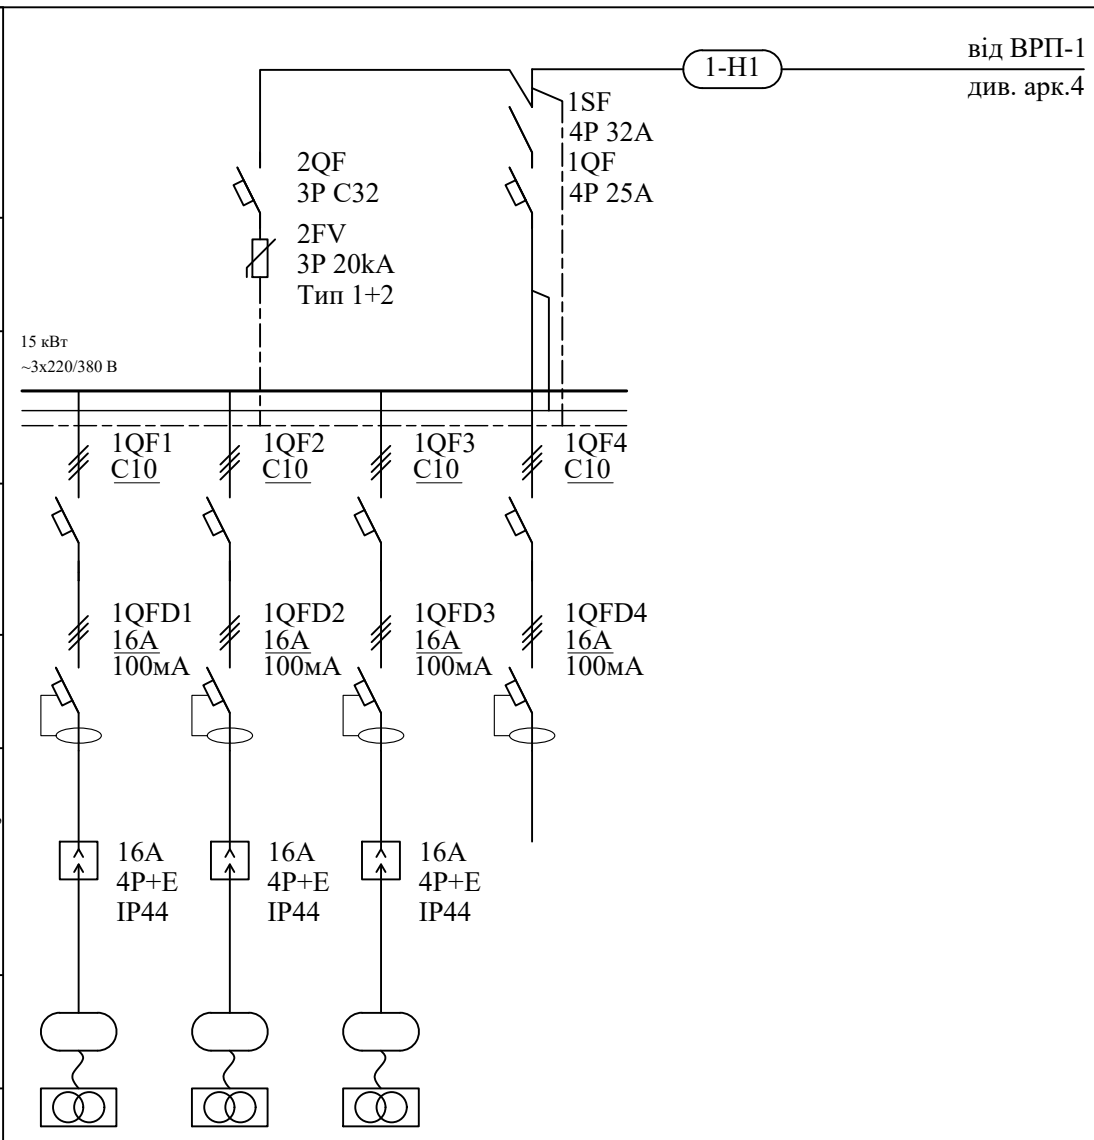 від ВРП-1
1-Н1
див. арк.4
1SF
4P 32A
2QF
3P C32
1QF
4P 25A
2FV
3P 20kA
Тип 1+2
15 кВт
~3x220/380 В
1QF1
C10
1QF2
C10
1QF3
C10
1QF4
C10
1QFD1
16A
100мА
1QFD2
16A
100мА
1QFD3
16A
100мА
1QFD4
16A
100мА
16A
4P+E
IP44
16A
4P+E
IP44
16A
4P+E
IP44